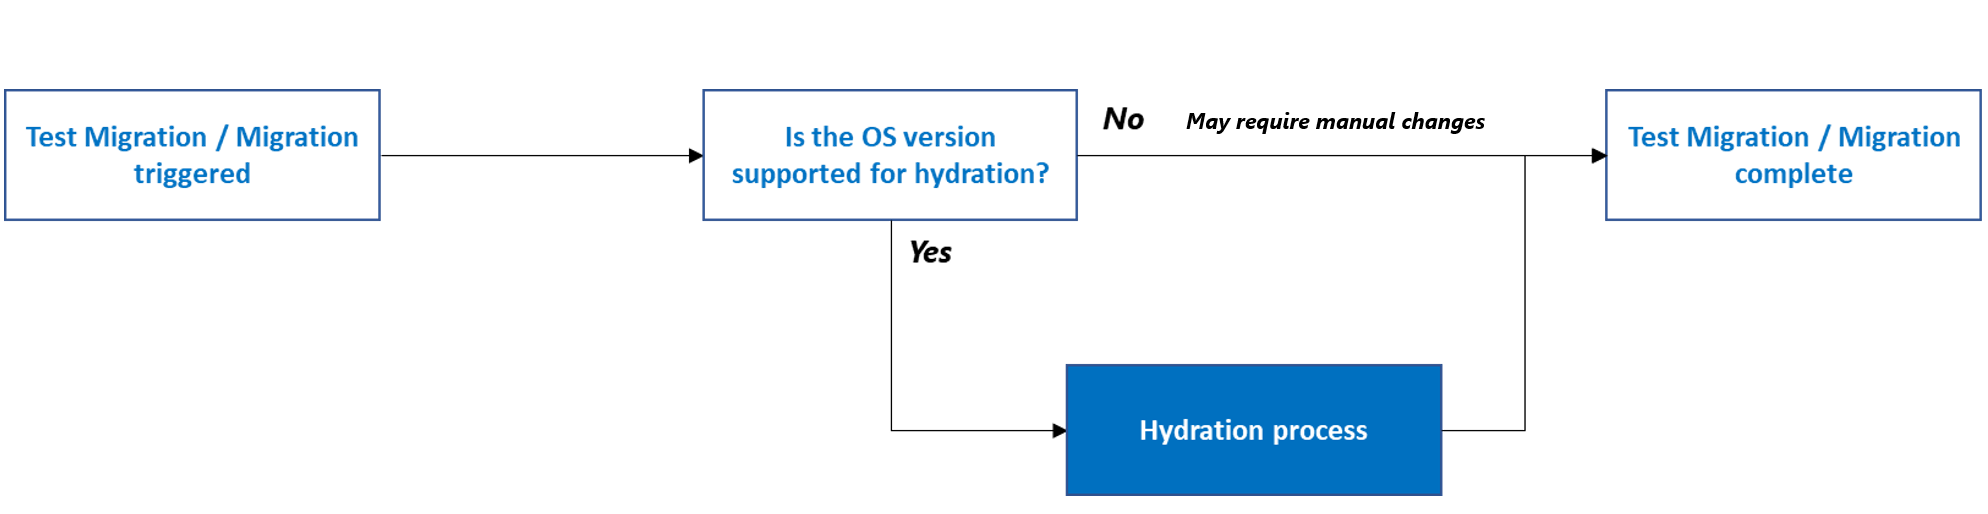 Test Migration / Migration
triggered
Is the OS version
supported for hydration?
No
May require manual changes
Test Migration / Migration
complete
Yes
Hydration process